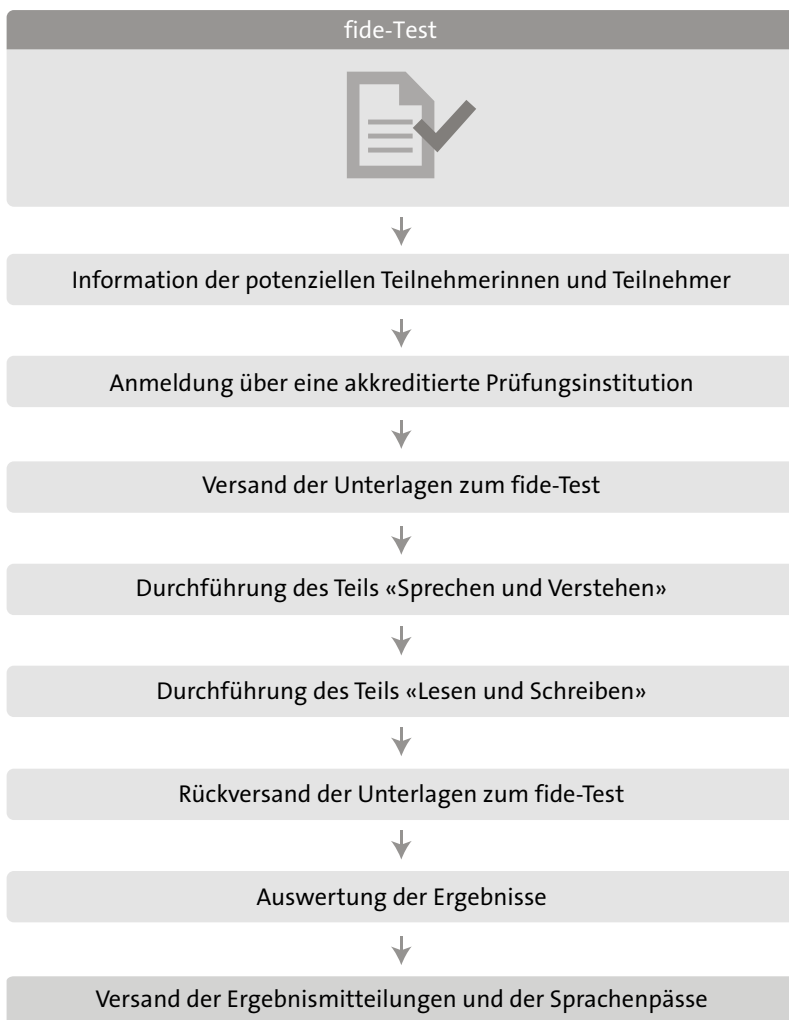 fide-Test
Information der potenziellen Teilnehmerinnen und Teilnehmer
Anmeldung über eine akkreditierte Prüfungsinstitution
Versand der Unterlagen zum fide-Test
Durchführung des Teils «Sprechen und Verstehen»
Durchführung des Teils «Lesen und Schreiben»
Rückversand der Unterlagen zum fide-Test
Auswertung der Ergebnisse
Versand der Ergebnismitteilungen und der Sprachenpässe